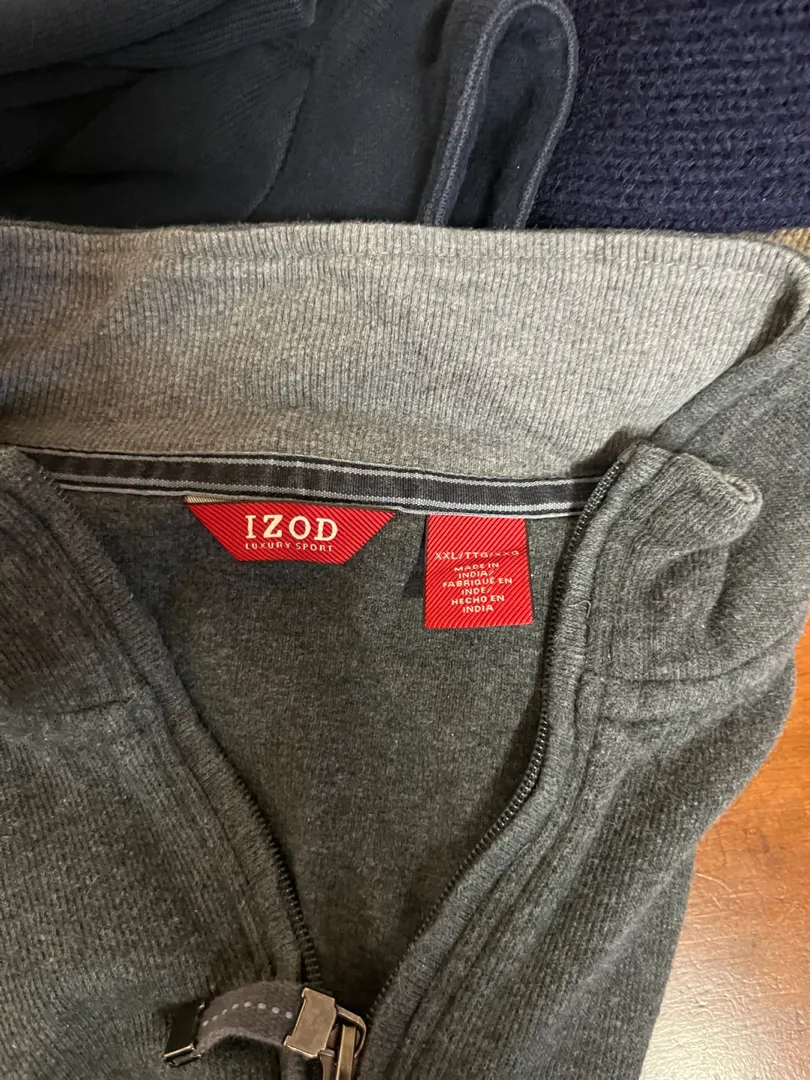 IZOD
LUXURY SPORT
XXL/TTG/XXG
MADE IN
INDIA/
FABRIQUÉ EN
INDE/
HECHO EN
INDIA